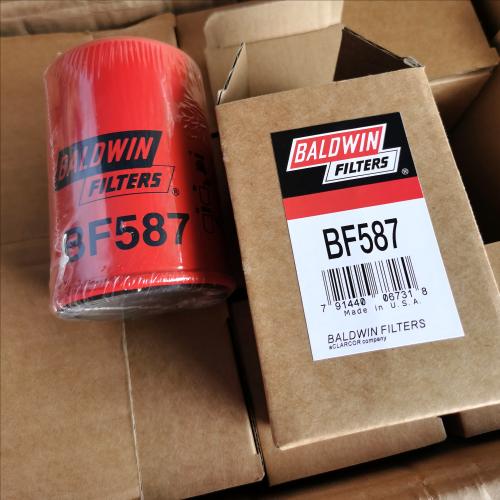 BALDWIN
FILTERS®
BF587
BALDWIN
FILTERS®
BF587
7 91440 06731 8
Made in U.S.A.
BALDWIN FILTERS
a CLARCOR company